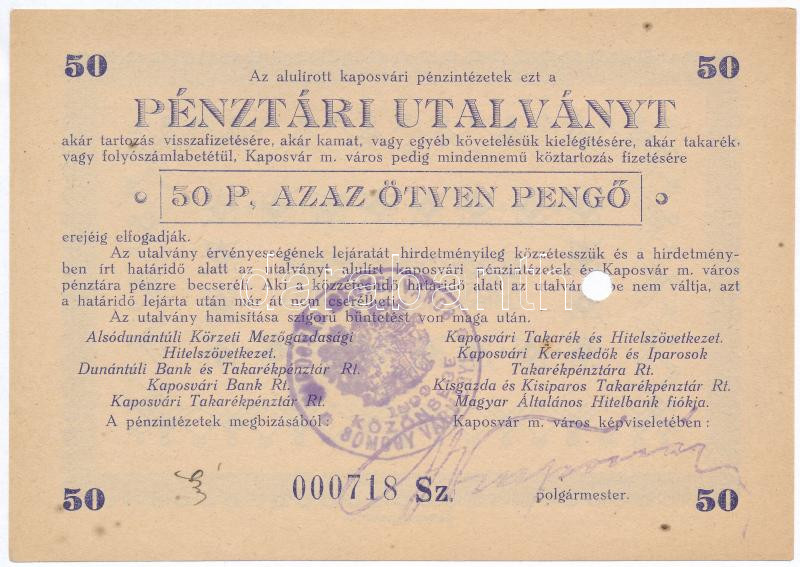 50 50
Az alulírott kaposvári pénzintézetek ezt a
PÉNZTÁRI UTALVÁNYT
akár tartozás visszafizetésére, akár kamat, vagy egyéb követelésük kielégítésére, akár takarék,
vagy folyószámlabetétül, Kaposvár m. város pedig mindennemű köztartozás fizetésére
50 P, AZAZ ÖTVEN PENGŐ
erejéig elfogadják.
Az utalvány érvényességének lejáratát hirdetményileg közzétesszük és a hirdetmény-
ben írt határidő alatt az utalványt alulírt kaposvári pénzintézetek és Kaposvár m. város
pénztára pénzre becseréli. Aki a közzéteendő határidő alatt az utalván be nem váltja, azt
a határidő lejárta után már át nem cserélheti.
Az utalvány hamisítása szigorú büntetést von maga után.
Alsódunántúli Körzeti Mezőgazdasági
Hitelszövetkezet.
Dunántúli Bank és Takarékpénztár Rt.
Kaposvári Bank Rt.
Kaposvári Takarékpénztár Rt.
Kaposvári Takarék és Hitelszövetkezet.
Kaposvári Kereskedők és Iparosok
Takarékpénztára Rt.
Kisgazda és Kisiparos Takarékpénztár Rt.
Magyar Általános Hitelbank fiókja.
A pénzintézetek megbizásából:
Kaposvár m. város képviseletében:
1900
KÖZÖNSÉGE
SOMOGY
000718 Sz.
polgármester.
50 50
darabanth